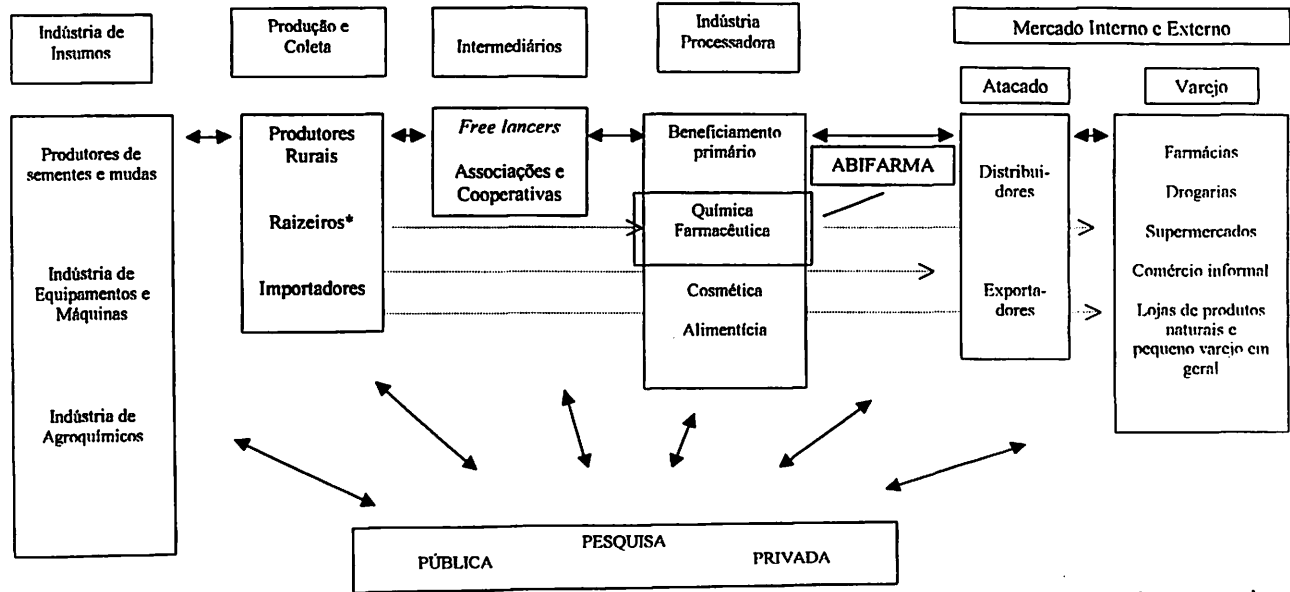 Indústria de
Insumos
Produção e
Coleta
Intermediários
Indústria
Processadora
Mercado Interno e Externo
Atacado
Varejo
Produtores de
sementes e mudas
Indústria de
Equipamentos e
Máquinas
Indústria de
Agroquímicos
Produtores
Rurais
Raizeiros*
Importadores
Free lancers
Associações e
Cooperativas
Beneficiamento
primário
Química
Farmacêutica
Cosmética
Alimentícia
ABIFARMA
Distribui-
dores
Exporta-
dores
Farmácias
Drogarias
Supermercados
Comércio informal
Lojas de produtos
naturais e
pequeno varejo em
geral
PESQUISA
PÚBLICA
PRIVADA